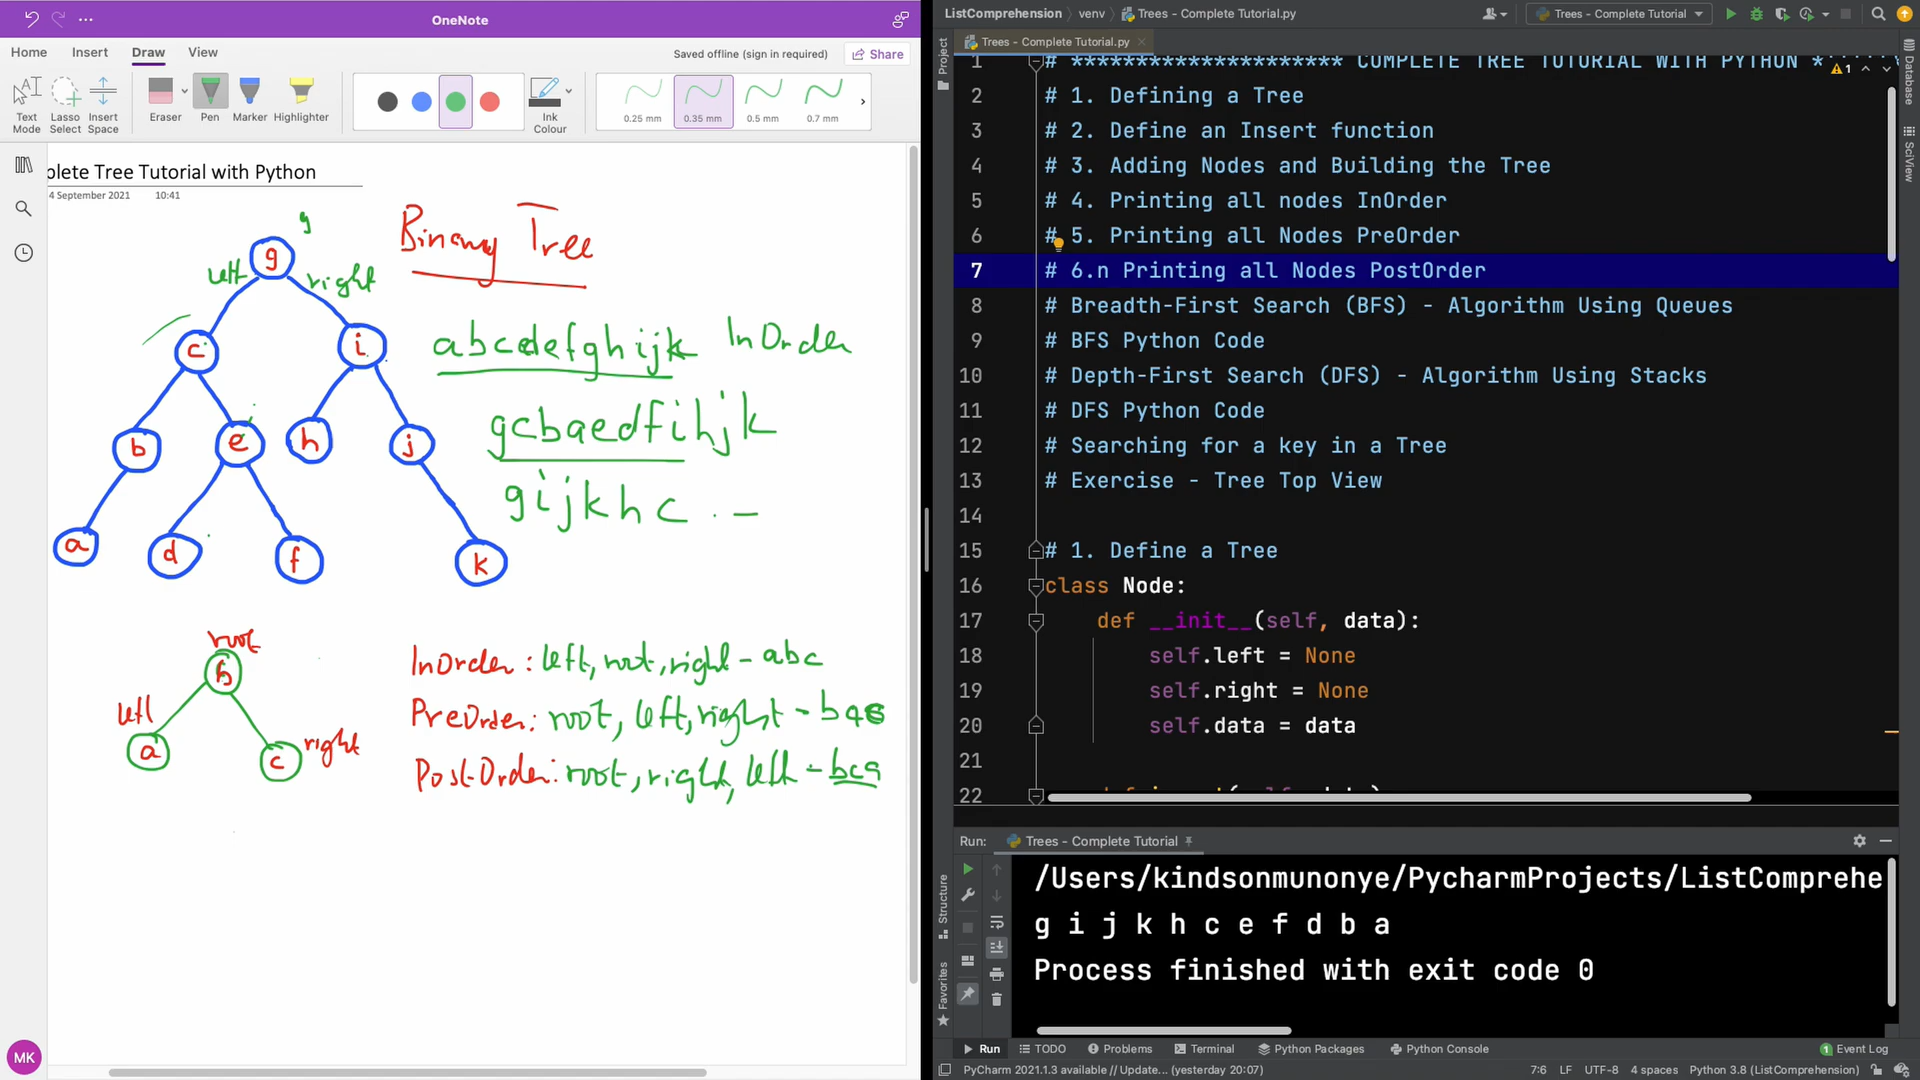 OneNote
Home
Insert
Draw
View
Saved offline (sign in required)
Share
Text Mode
Lasso Select
Insert Space
Eraser
Pen
Marker
Highlighter
Ink Colour
0.25 mm
0.35 mm
0.5 mm
0.7 mm
plete Tree Tutorial with Python
4 September 2021 10:41
g
Binary Tree
g
left
right
c
i
abcdefghijk InOrder
b
e
h
j
gcbaedfihjk
gijkhc . –
a
d
f
k
root
b
left
a
c
right
InOrder: left, root, right - abc
PreOrder: root, left, right - bac
PostOrder: root, right, left - bca
MK
ListComprehension
venv
Trees - Complete Tutorial.py
Trees - Complete Tutorial
Project
Trees - Complete Tutorial.py
1
Database
SciView
1 # ********************* COMPLETE TREE TUTORIAL WITH PYTHON *
2 # 1. Defining a Tree
3 # 2. Define an Insert function
4 # 3. Adding Nodes and Building the Tree
5 # 4. Printing all nodes InOrder
6 # 5. Printing all Nodes PreOrder
7 # 6.n Printing all Nodes PostOrder
8 # Breadth-First Search (BFS) - Algorithm Using Queues
9 # BFS Python Code
10 # Depth-First Search (DFS) - Algorithm Using Stacks
11 # DFS Python Code
12 # Searching for a key in a Tree
13 # Exercise - Tree Top View
14
15 # 1. Define a Tree
16 class Node:
17 def __init__(self, data):
18 self.left = None
19 self.right = None
20 self.data = data
21
22
Run:
Trees - Complete Tutorial
Structure
Favorites
/Users/kindsonmunonye/PycharmProjects/ListComprehe
g i j k h c e f d b a
Process finished with exit code 0
Run
TODO
Problems
Terminal
Python Packages
Python Console
1 Event Log
PyCharm 2021.1.3 available // Update... (yesterday 20:07)
7:6 LF UTF-8 4 spaces Python 3.8 (ListComprehension)